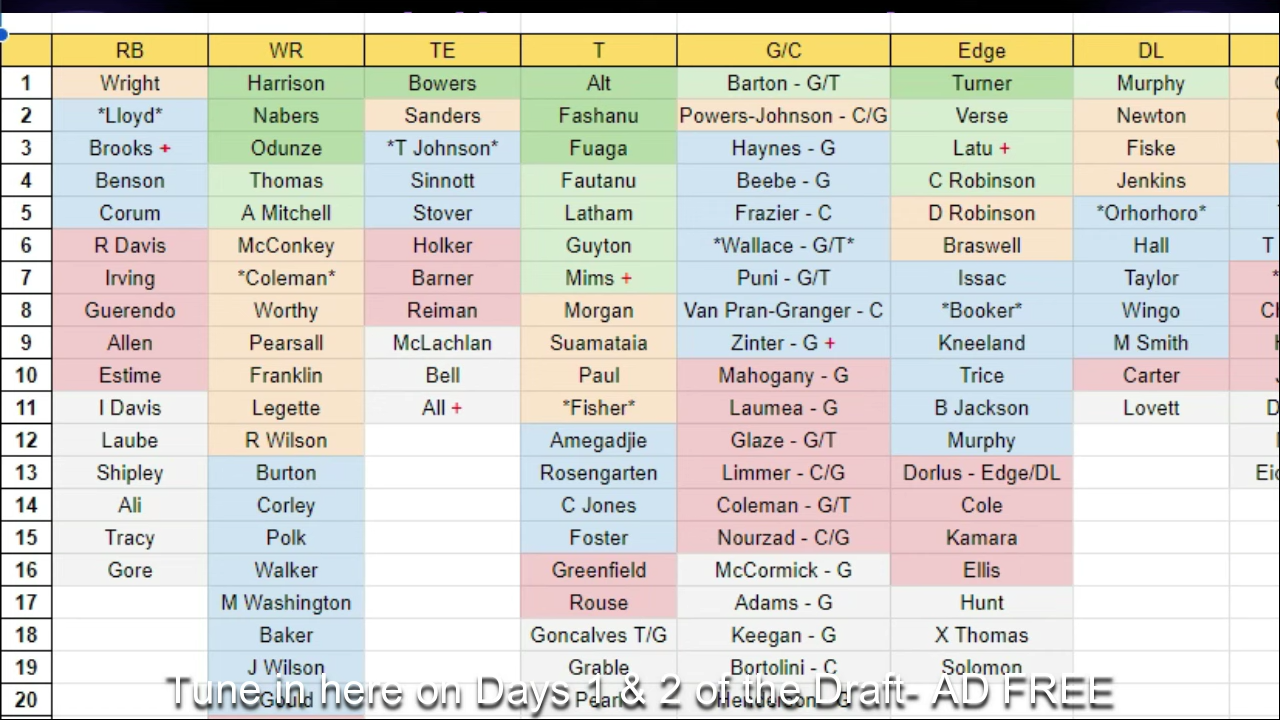 RB WR TE T G/C Edge DL
1 Wright Harrison Bowers Alt Barton - G/T Turner Murphy
2 *Lloyd* Nabers Sanders Fashanu Powers-Johnson - C/G Verse Newton
3 Brooks + Odunze *T Johnson* Fuaga Haynes - G Latu + Fiske
4 Benson Thomas Sinnott Fautanu Beebe - G C Robinson Jenkins
5 Corum A Mitchell Stover Latham Frazier - C D Robinson *Orhorhoro*
6 R Davis McConkey Holker Guyton *Wallace - G/T* Braswell Hall T
7 Irving *Coleman* Barner Mims + Puni - G/T Issac Taylor
8 Guerendo Worthy Reiman Morgan Van Pran-Granger - C *Booker* Wingo
9 Allen Pearsall McLachlan Suamataia Zinter - G + Kneeland M Smith
10 Estime Franklin Bell Paul Mahogany - G Trice Carter
11 I Davis Legette All + *Fisher* Laumea - G B Jackson Lovett
12 Laube R Wilson Amegadjie Glaze - G/T Murphy
13 Shipley Burton Rosengarten Limmer - C/G Dorlus - Edge/DL
14 Ali Corley C Jones Coleman - G/T Cole
15 Tracy Polk Foster Nourzad - C/G Kamara
16 Gore Walker Greenfield McCormick - G Ellis
17 M Washington Rouse Adams - G Hunt
18 Baker Goncalves T/G Keegan - G X Thomas
19 J Wilson Grable Bortolini - C Solomon
20 Gould
Tune in here on Days 1 & 2 of the Draft- AD FREE